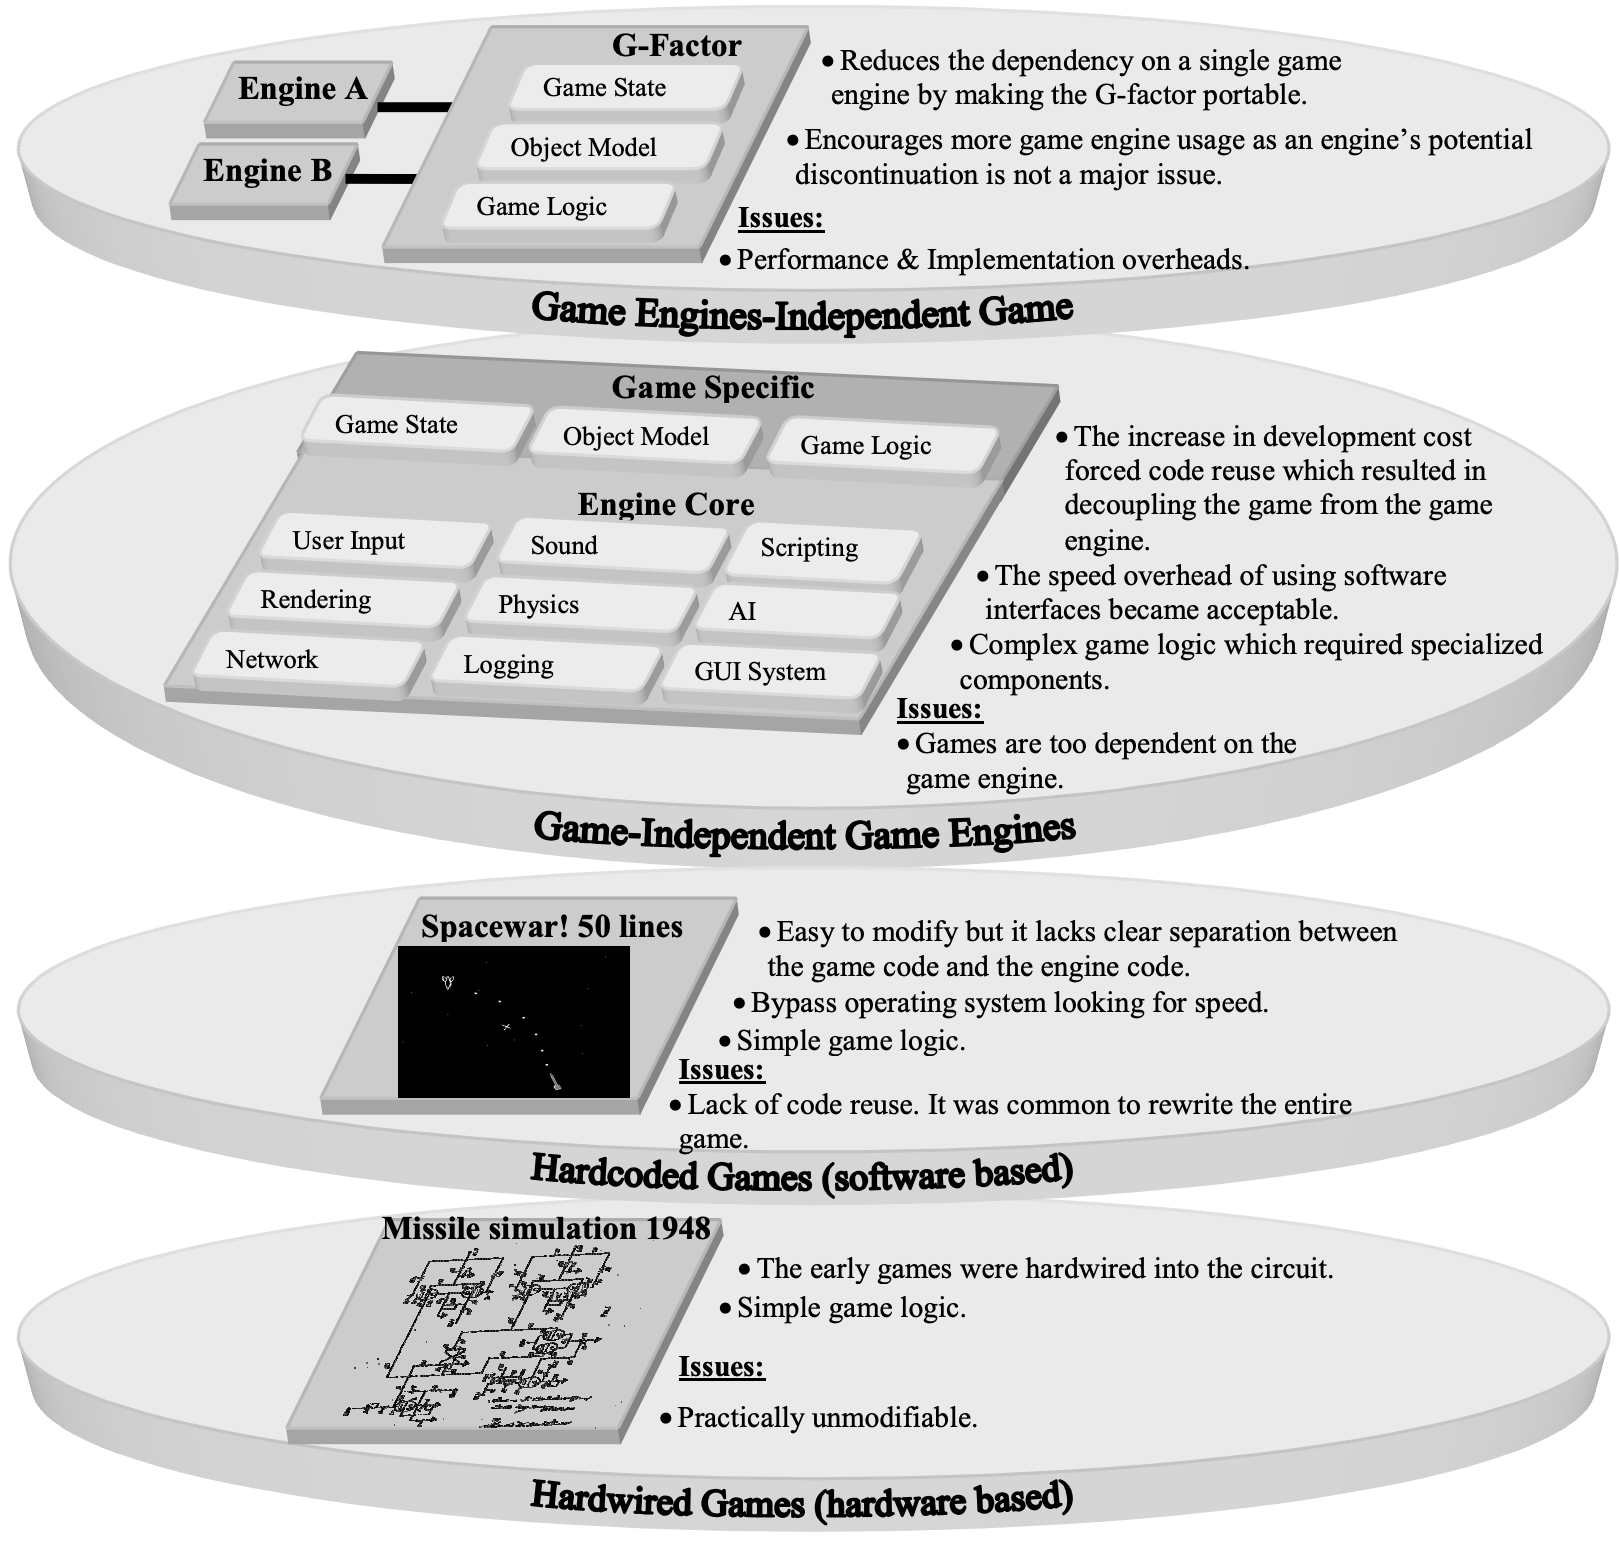 G-Factor
Engine A
Engine B
Game State
Object Model
Game Logic
• Reduces the dependency on a single game
engine by making the G-factor portable.
• Encourages more game engine usage as an engine’s potential
discontinuation is not a major issue.
Issues:
• Performance & Implementation overheads.
Game Engines-Independent Game
Game Specific
Game State
Object Model
Game Logic
Engine Core
User Input
Sound
Scripting
Rendering
Physics
AI
Network
Logging
GUI System
• The increase in development cost
forced code reuse which resulted in
decoupling the game from the game
engine.
• The speed overhead of using software
interfaces became acceptable.
• Complex game logic which required specialized
components.
Issues:
• Games are too dependent on the
game engine.
Game-Independent Game Engines
Spacewar! 50 lines
• Easy to modify but it lacks clear separation between
the game code and the engine code.
• Bypass operating system looking for speed.
• Simple game logic.
Issues:
• Lack of code reuse. It was common to rewrite the entire
game.
Hardcoded Games (software based)
Missile simulation 1948
• The early games were hardwired into the circuit.
• Simple game logic.
Issues:
• Practically unmodifiable.
Hardwired Games (hardware based)